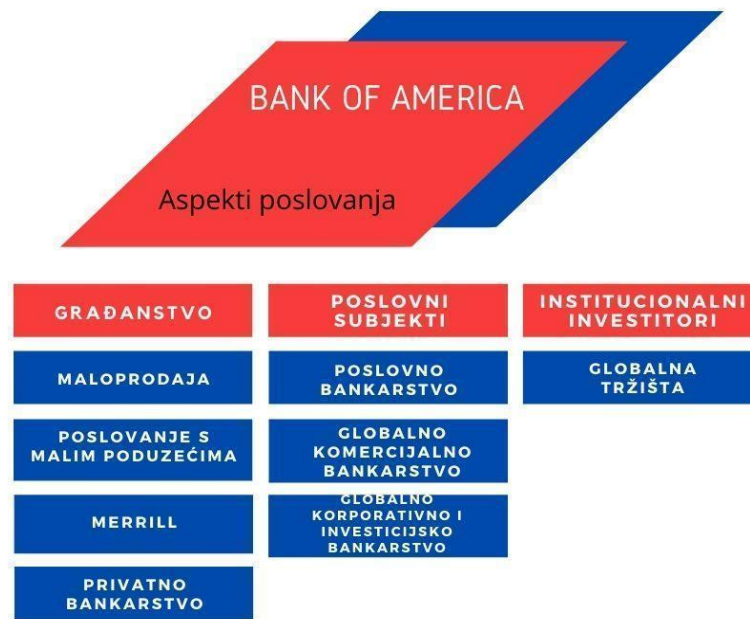 BANK OF AMERICA
Aspekti poslovanja
GRAĐANSTVO
MALOPRODAJA
POSLOVANJE S
MALIM PODUZEĆIMA
MERRILL
PRIVATNO
BANKARSTVO
POSLOVNI
SUBJEKTI
POSLOVNO
BANKARSTVO
GLOBALNO
KOMERCIJALNO
BANKARSTVO
GLOBALNO
KORPORATIVNO I
INVESTICIJSKO
BANKARSTVO
INSTITUCIONALNI
INVESTITORI
GLOBALNA
TRŽIŠTA